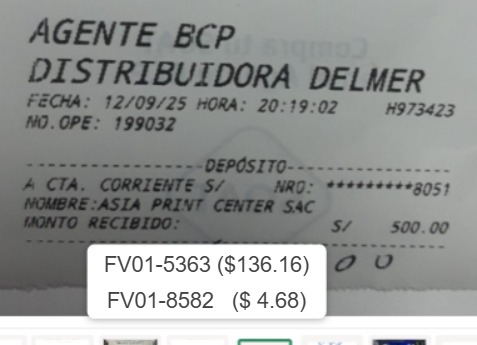 AGENTE BCP
DISTRIBUIDORA DELMER
FECHA: 12/09/25 HORA: 20:19:02 H973423
NO.OPE: 199032
DEPÓSITO
A CTA. CORRIENTE S/ NRO: *********8051
NOMBRE:ASIA PRINT CENTER SAC
MONTO RECIBIDO: S/ 500.00
FV01-5363 ($136.16)
FV01-8582 ($ 4.68)